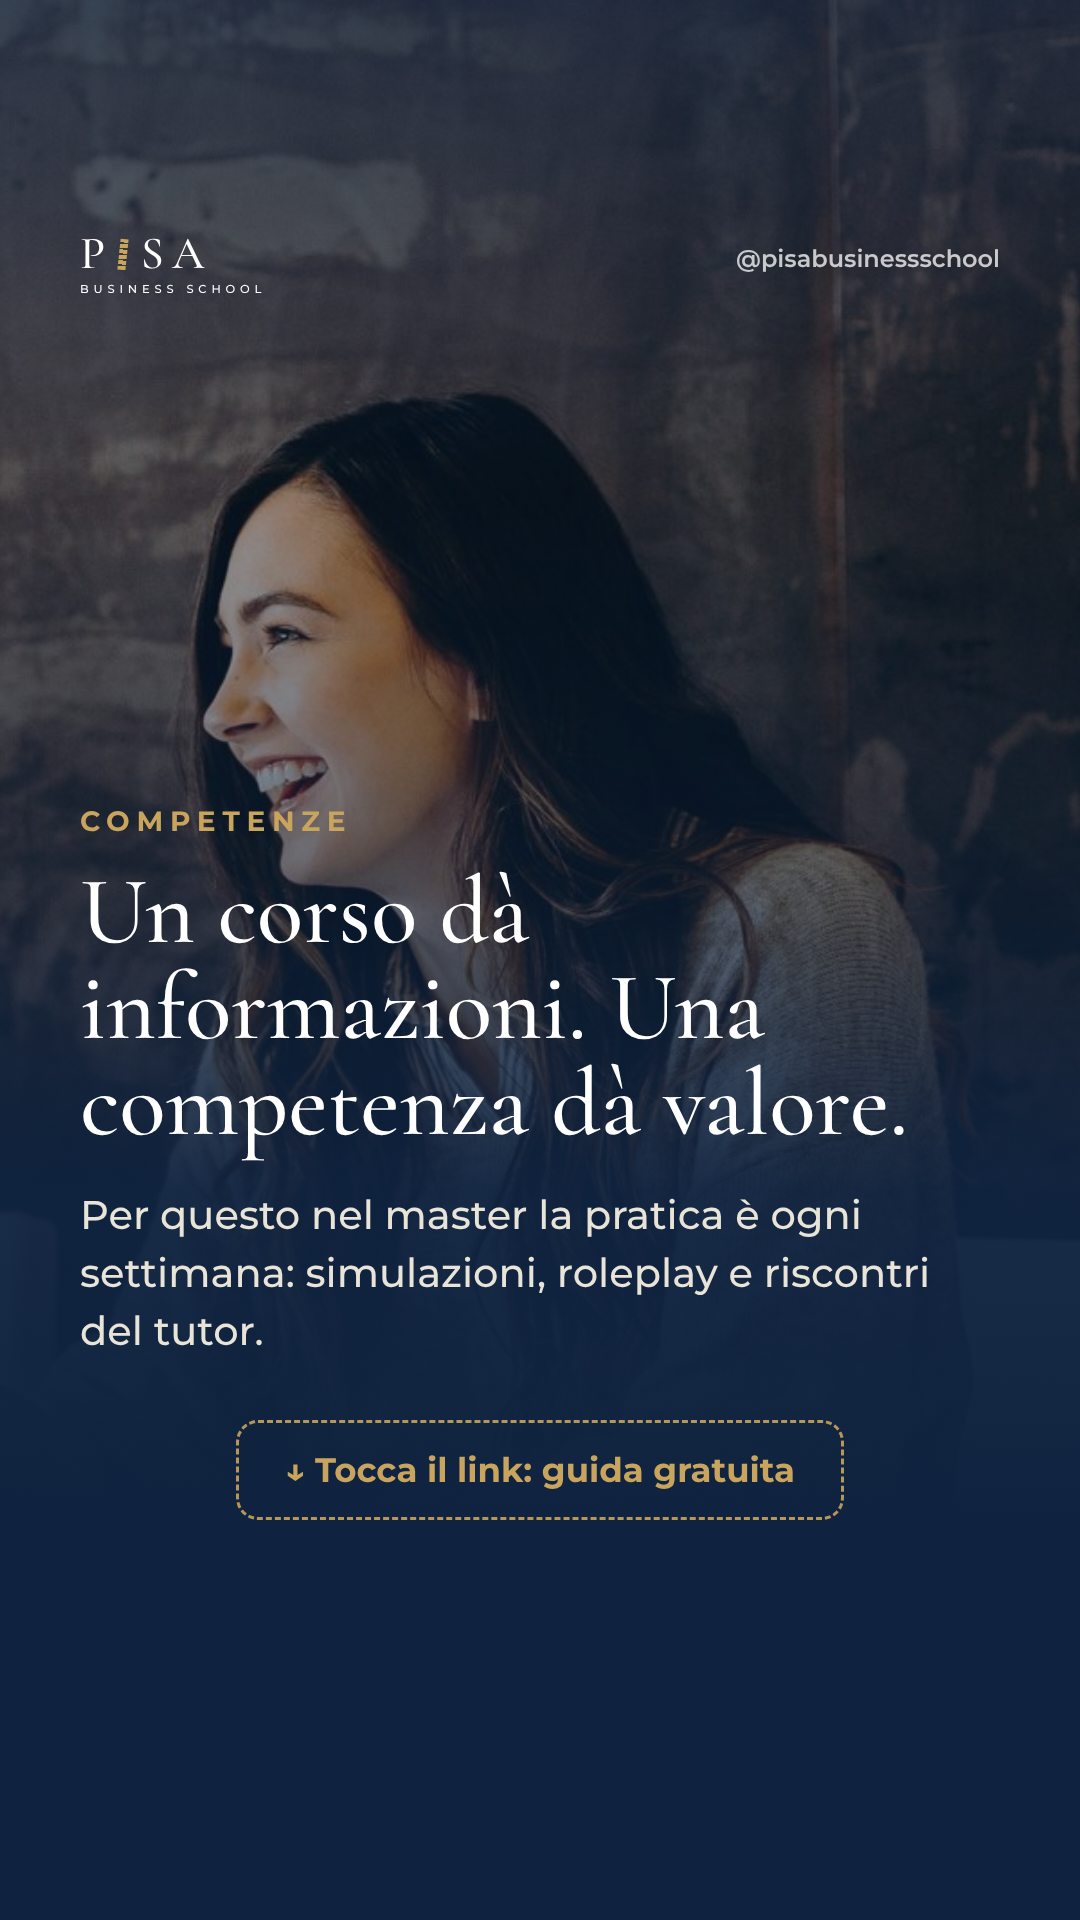 PISA
BUSINESS SCHOOL
@pisabusinessschool
COMPETENZE
Un corso dà
informazioni. Una
competenza dà valore.
Per questo nel master la pratica è ogni
settimana: simulazioni, roleplay e riscontri
del tutor.
↓ Tocca il link: guida gratuita